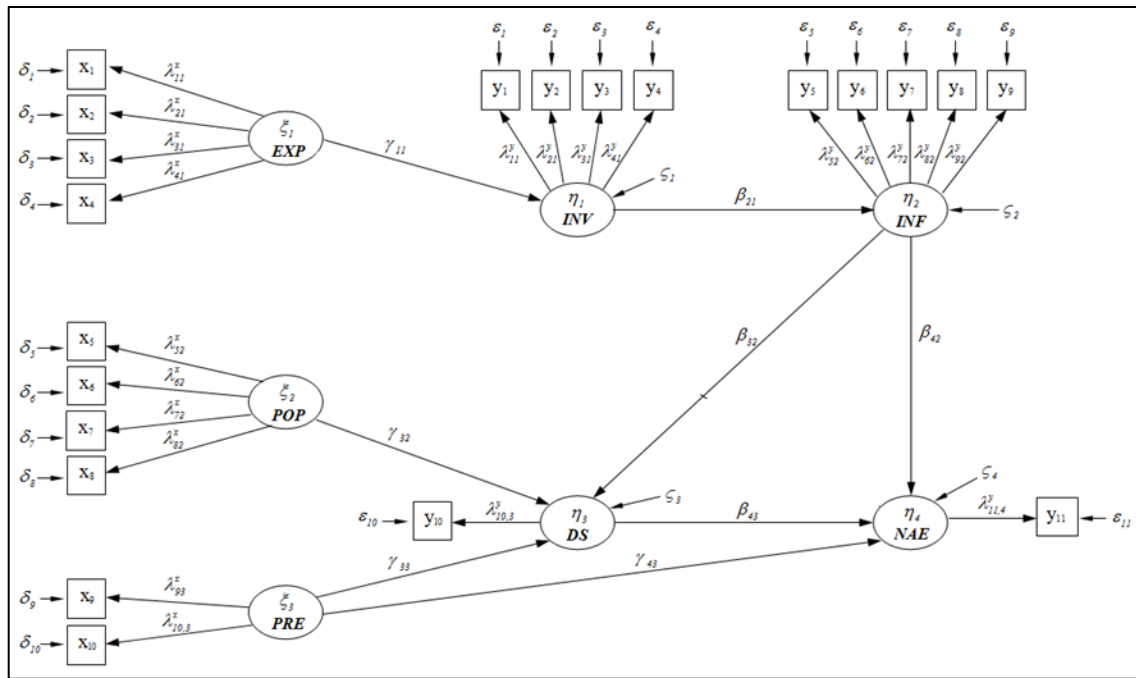 ε₁ ε₂ ε₃ ε₄ ε₅ ε₆ ε₇ ε₈ ε₉
y₁ y₂ y₃ y₄ y₅ y₆ y₇ y₈ y₉
λ₁₁ʸ λ₂₁ʸ λ₃₁ʸ λ₄₁ʸ λ₅₂ʸ λ₆₂ʸ λ₇₂ʸ λ₈₂ʸ λ₉₂ʸ
δ₁ x₁ λ₁₁ˣ
δ₂ x₂ λ₂₁ˣ
δ₃ x₃ λ₃₁ˣ
δ₄ x₄ λ₄₁ˣ
ξ₁
EXP
γ₁₁
ς₁
η₁
INV
β₂₁
η₂
INF
ς₂
β₃₂
β₄₂
δ₅ x₅ λ₅₂ˣ
δ₆ x₆ λ₆₂ˣ
δ₇ x₇ λ₇₂ˣ
δ₈ x₈ λ₈₂ˣ
ξ₂
POP
γ₃₂
ς₃
ς₄
ε₁₀ y₁₀ λ₁₀,₃ʸ
η₃
DS
β₄₃
η₄
NAE
λ₁₁,₄ʸ y₁₁ ε₁₁
γ₃₃
γ₄₃
δ₉ x₉ λ₉₃ˣ
δ₁₀ x₁₀ λ₁₀,₃ˣ
ξ₃
PRE